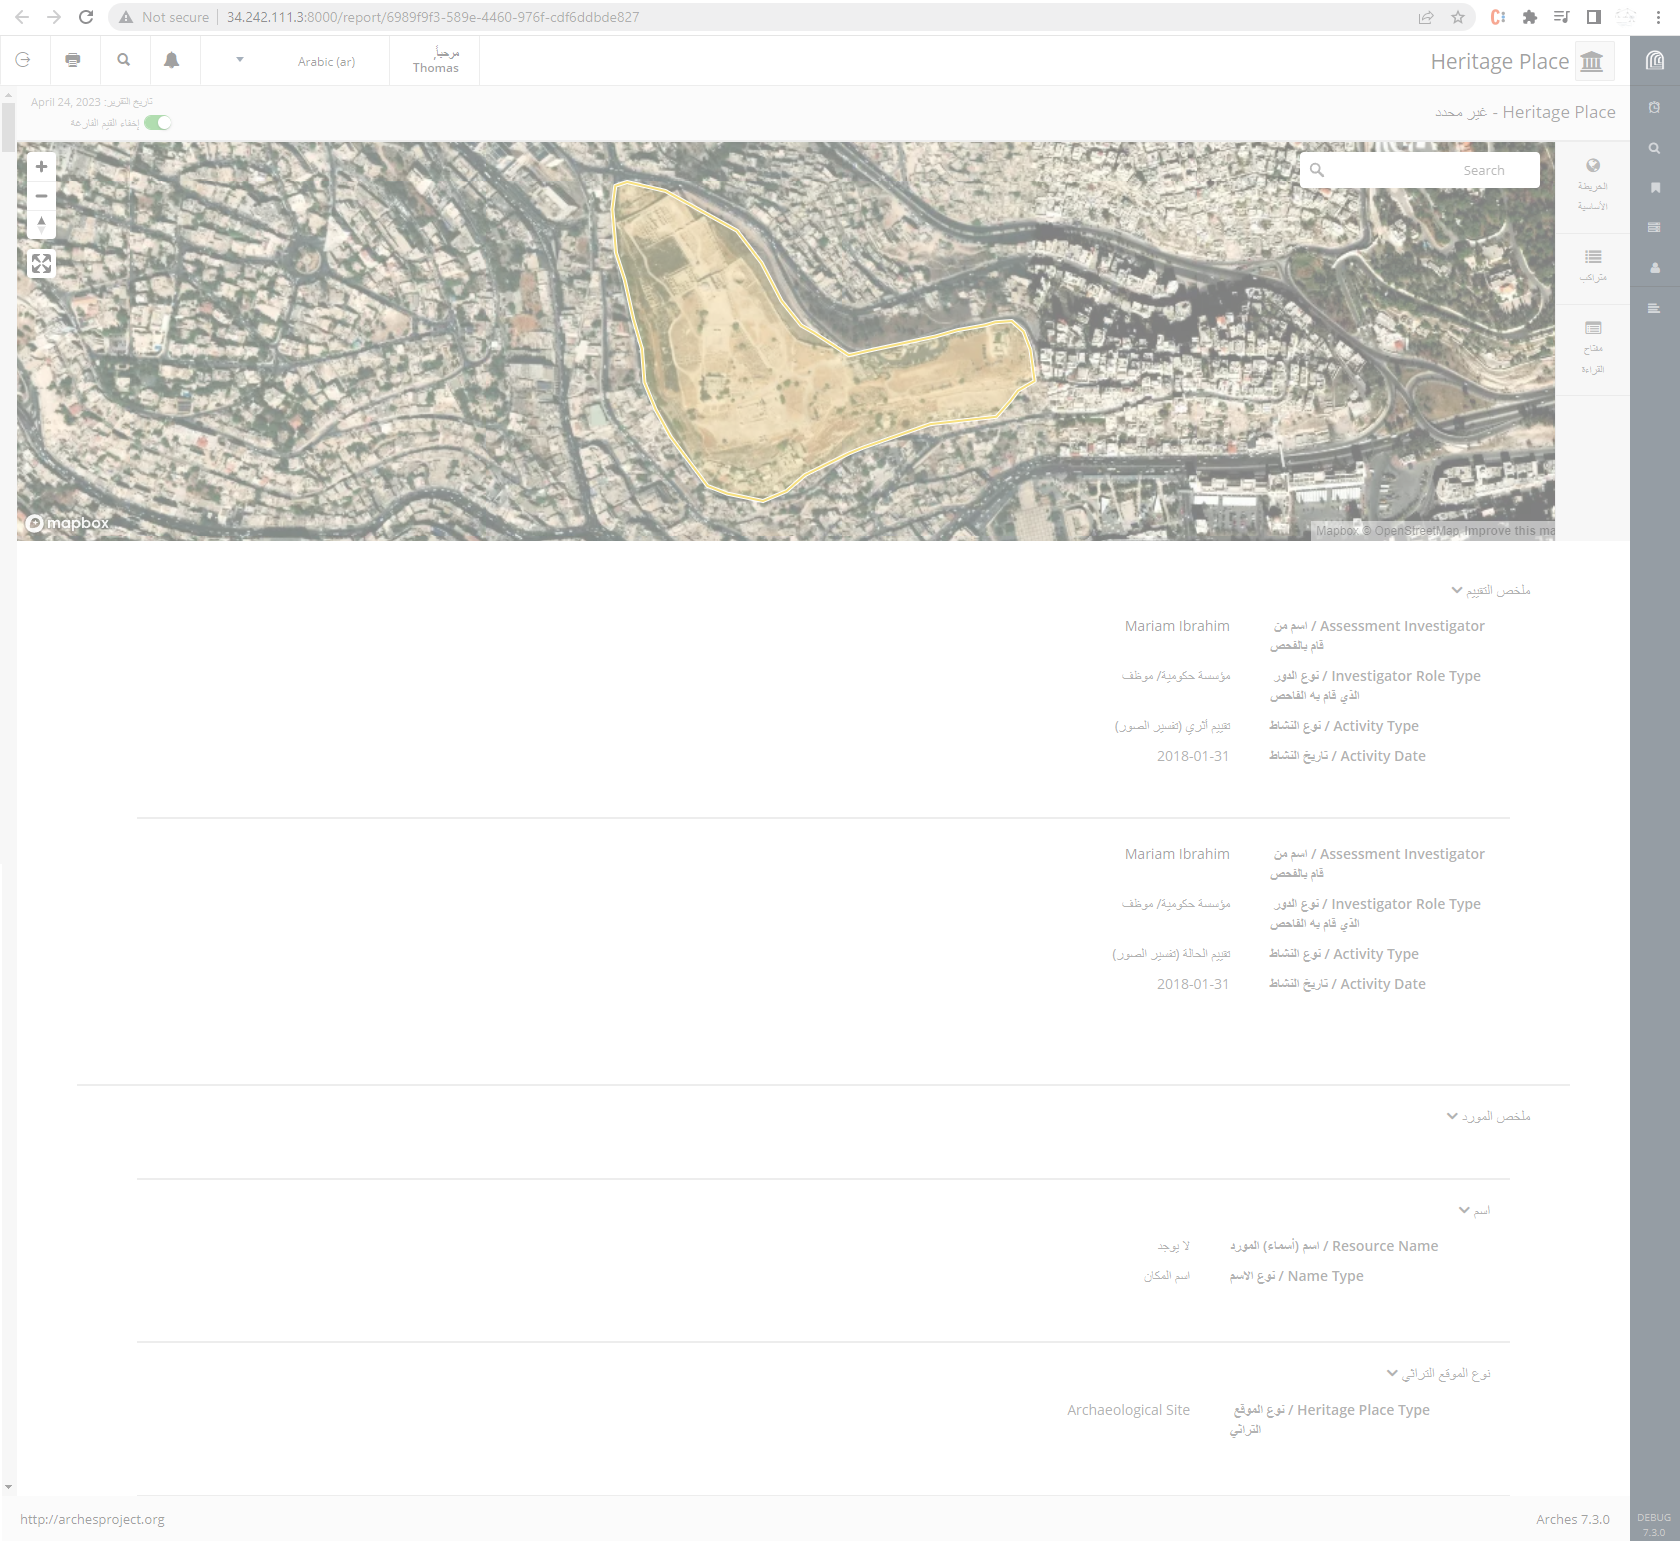 Not secure | 34.242.111.3:8000/report/6989f9f3-589e-4460-976f-cdf6ddbde827
Arabic (ar)
مرحباً,
Thomas
Heritage Place
تاريخ التقرير: April 24, 2023
إخفاء القيم الفارغة
Heritage Place - غير محدد
Search
الخريطة
الأساسية
متراكب
مفتاح
القراءة
mapbox
Mapbox © OpenStreetMap Improve this ma
ملخص التقييم
Assessment Investigator / اسم من
قام بالفحص
Mariam Ibrahim
Investigator Role Type / نوع الدور
الذي قام به الفاحص
مؤسسة حكومية/ موظف
Activity Type / نوع النشاط
تقييم أثري (تفسير الصور)
Activity Date / تاريخ النشاط
2018-01-31
Assessment Investigator / اسم من
قام بالفحص
Mariam Ibrahim
Investigator Role Type / نوع الدور
الذي قام به الفاحص
مؤسسة حكومية/ موظف
Activity Type / نوع النشاط
تقييم الحالة (تفسير الصور)
Activity Date / تاريخ النشاط
2018-01-31
ملخص المورد
اسم
Resource Name / اسم (أسماء) المورد
لا يوجد
Name Type / نوع الاسم
اسم المكان
نوع الموقع التراثي
Heritage Place Type / نوع الموقع
التراثي
Archaeological Site
http://archesproject.org
Arches 7.3.0
DEBUG
7.3.0